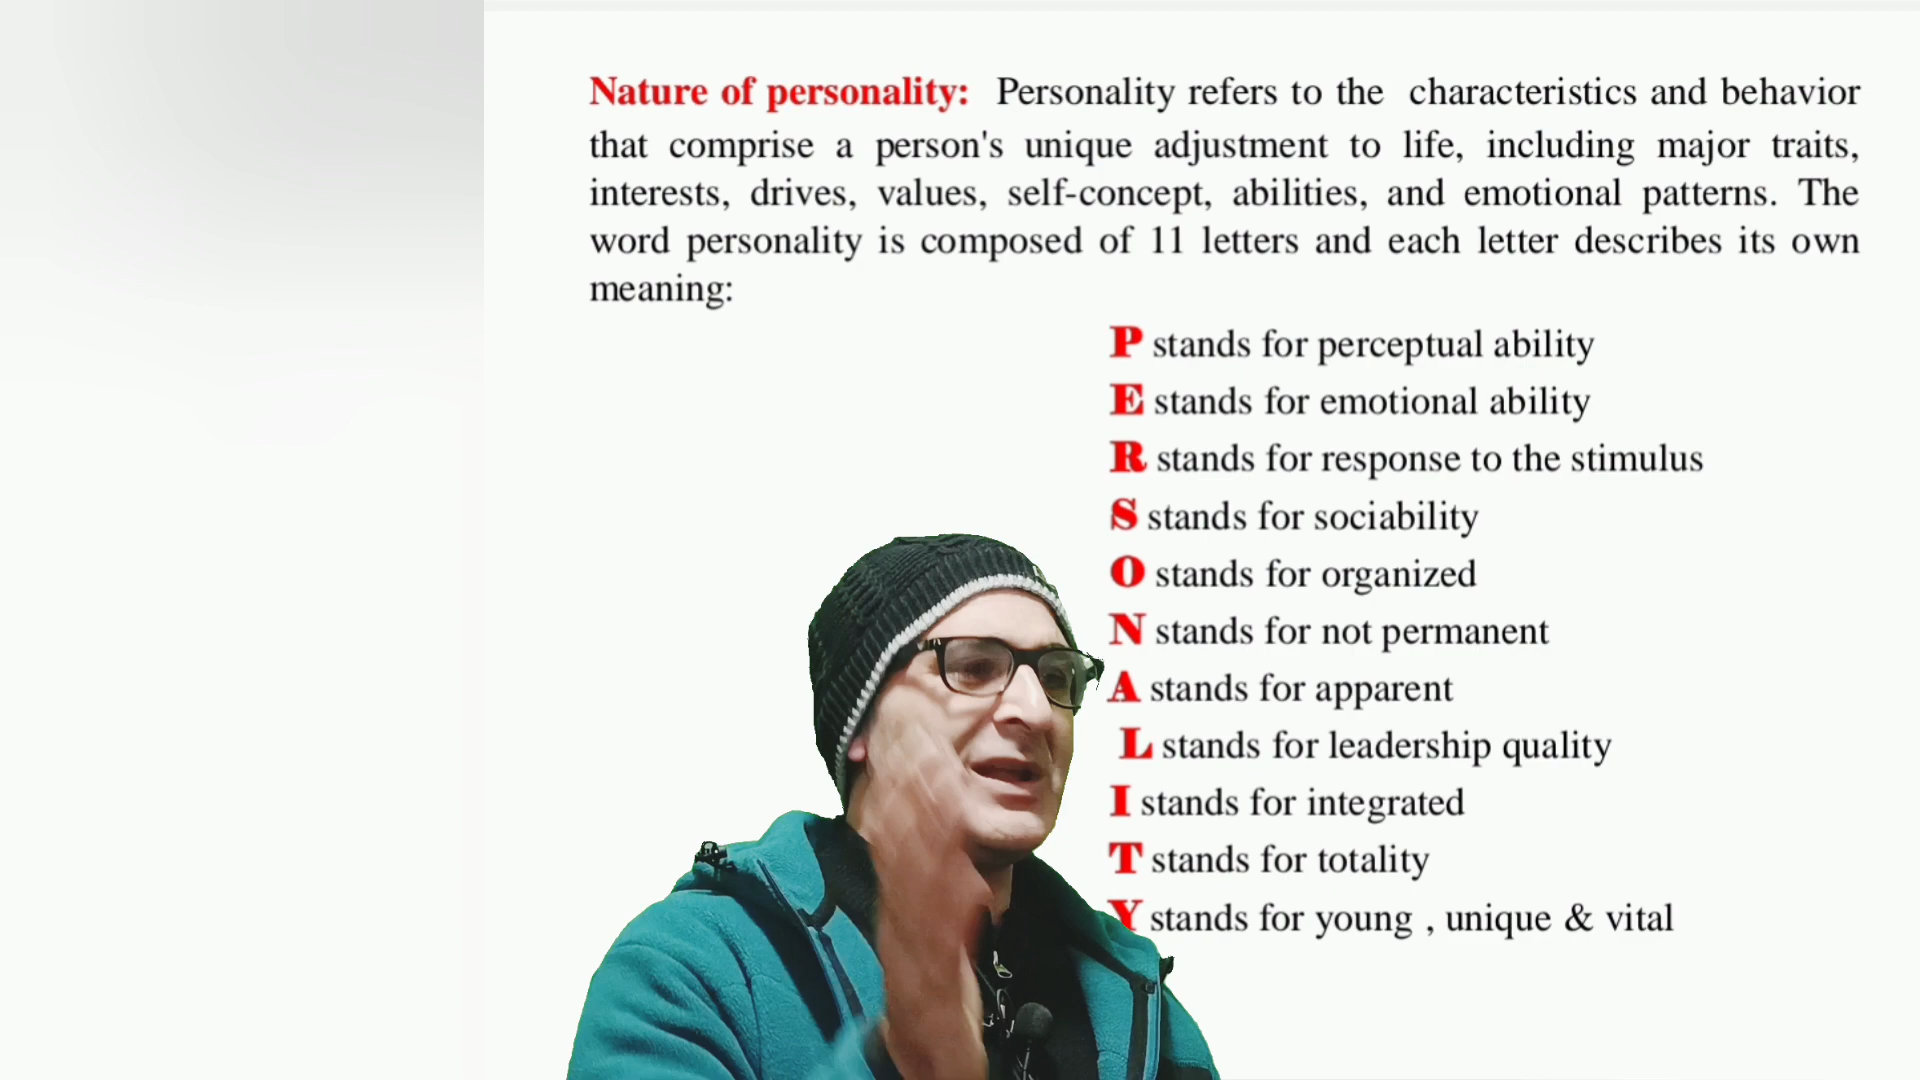 Nature of personality: Personality refers to the characteristics and behavior
that comprise a person's unique adjustment to life, including major traits,
interests, drives, values, self-concept, abilities, and emotional patterns. The
word personality is composed of 11 letters and each letter describes its own
meaning:
P stands for perceptual ability
E stands for emotional ability
R stands for response to the stimulus
S stands for sociability
O stands for organized
N stands for not permanent
A stands for apparent
L stands for leadership quality
I stands for integrated
T stands for totality
Y stands for young , unique & vital